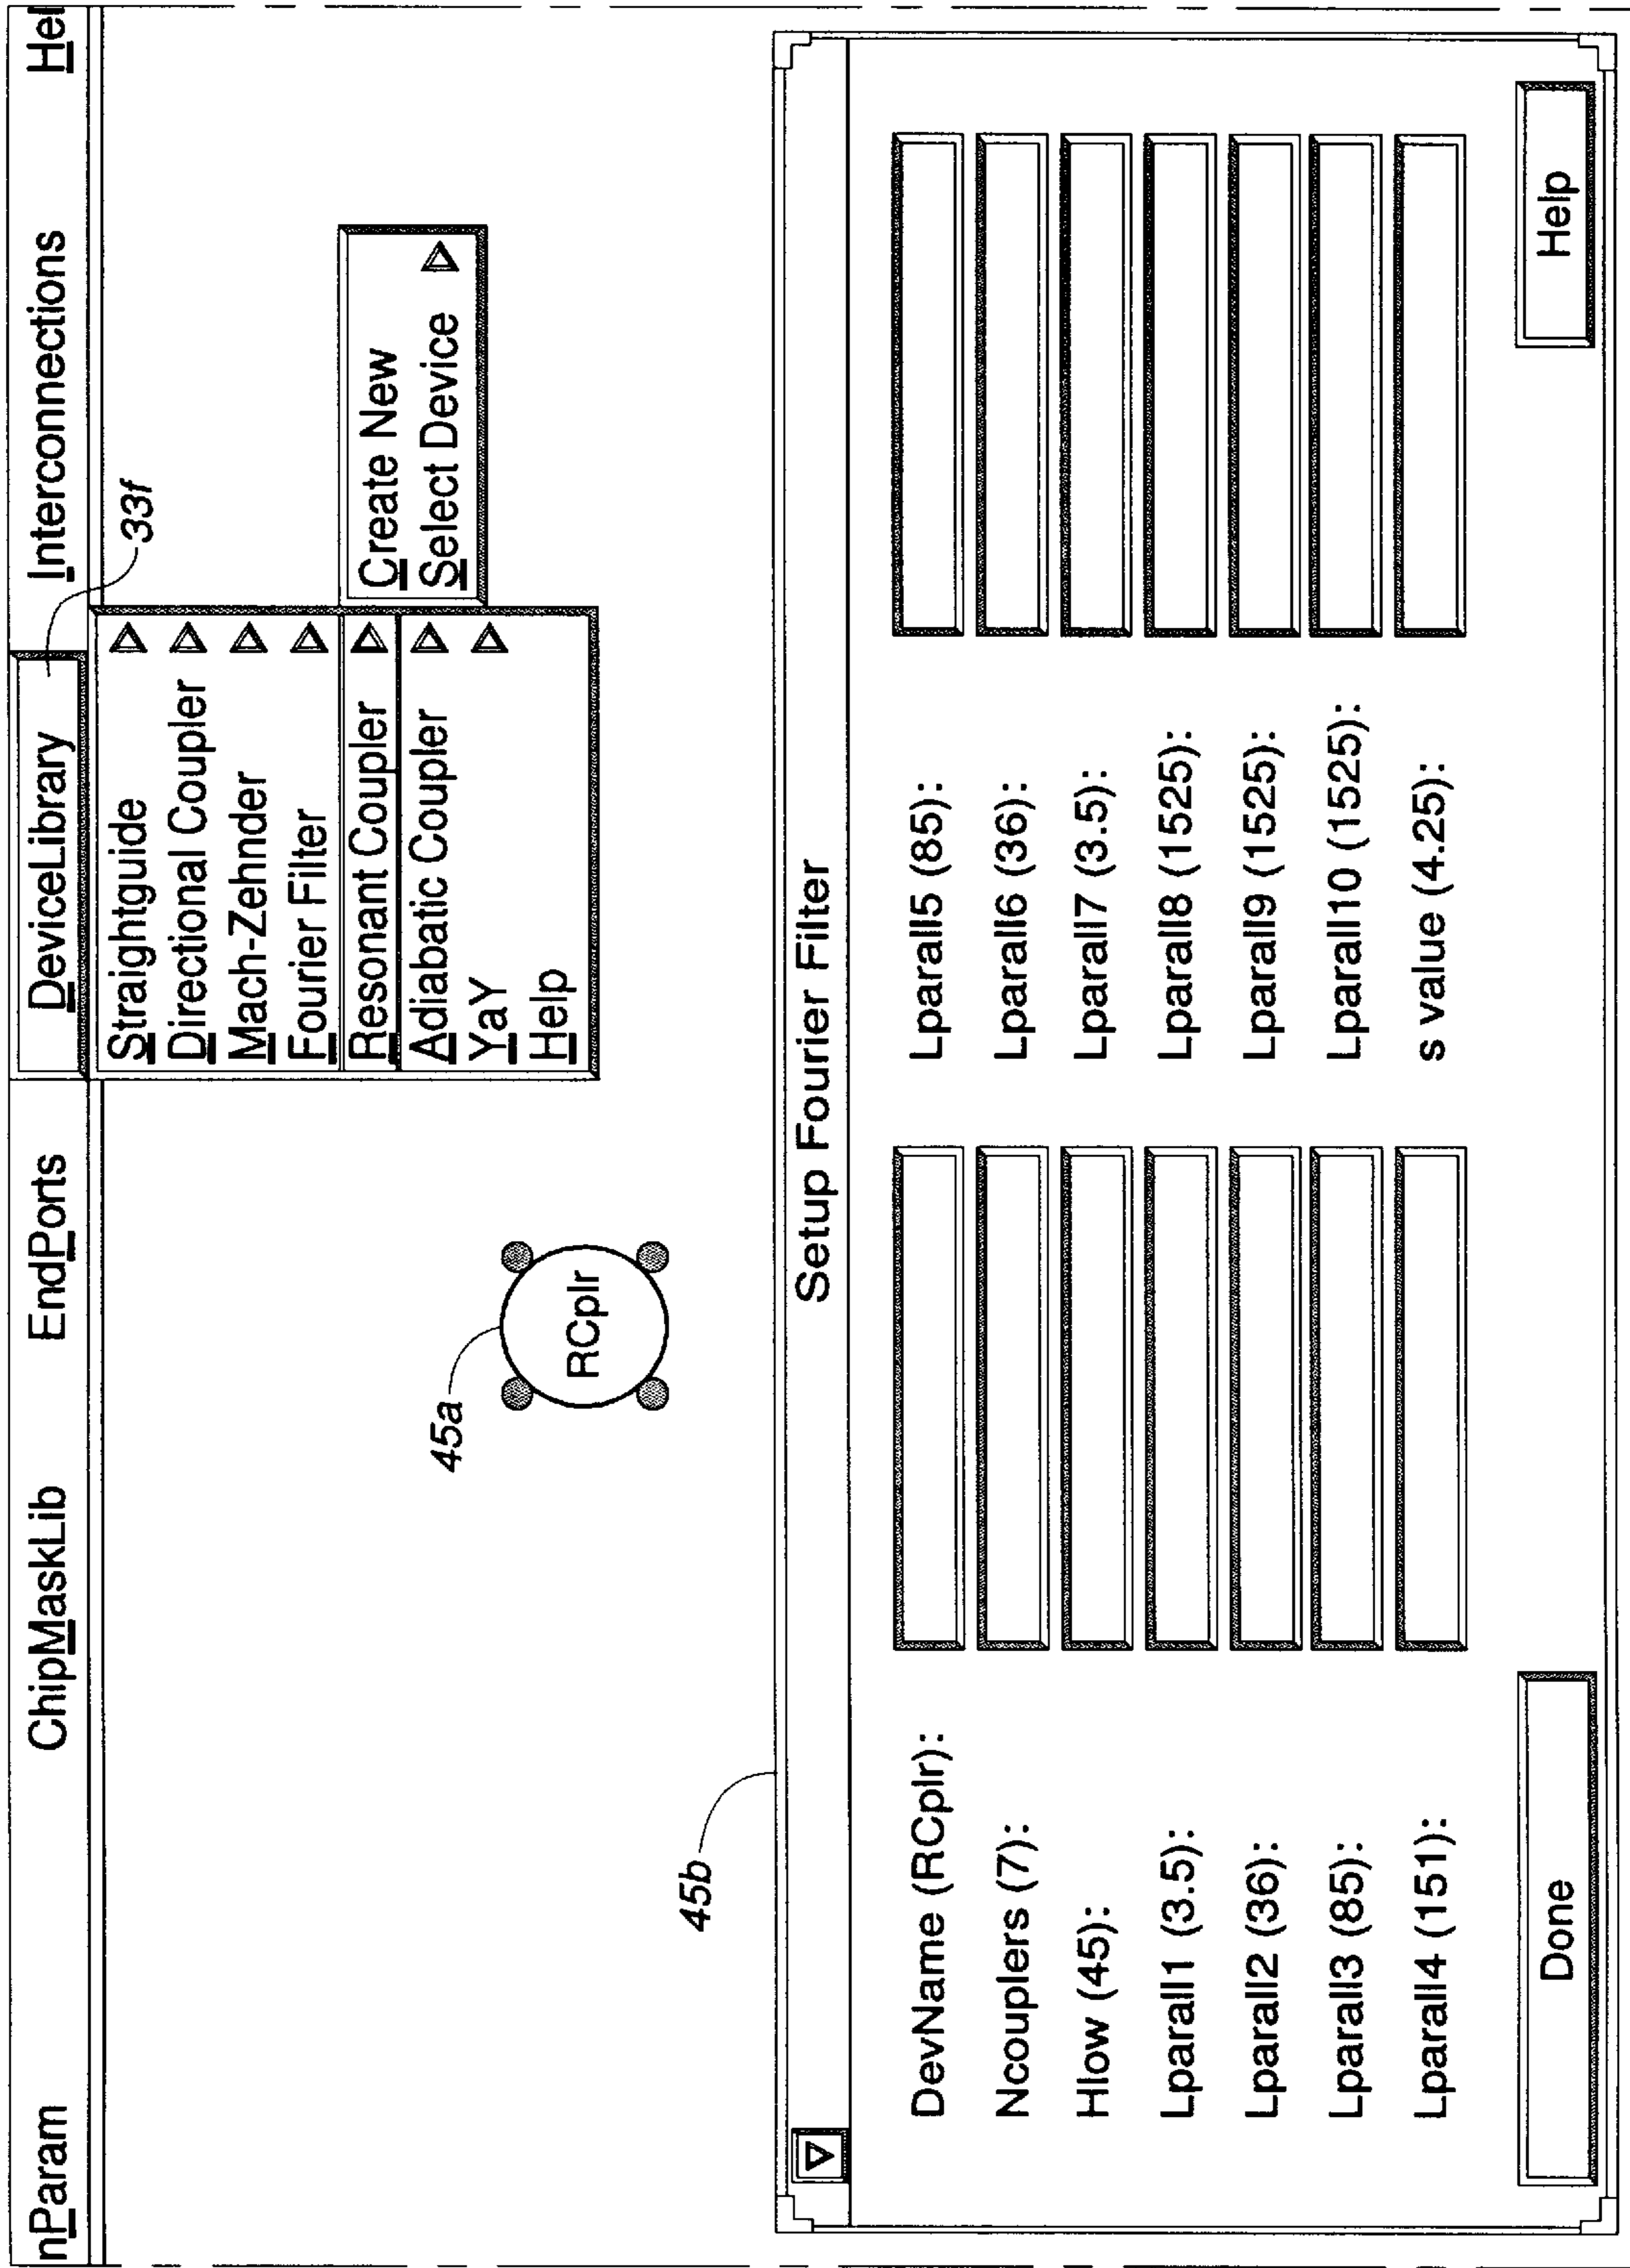 nParam ChipMaskLib EndPorts DeviceLibrary Interconnections Hel
33f
Straightguide
Directional Coupler
Mach-Zehnder
Fourier Filter
Resonant Coupler
Adiabatic Coupler
YaY
Help
Create New
Select Device
45a
RCplr
45b
Setup Fourier Filter
DevName (RCplr): Lparall5 (85):
Ncouplers (7): Lparall6 (36):
Hlow (45): Lparall7 (3.5):
Lparall1 (3.5): Lparall8 (1525):
Lparall2 (36): Lparall9 (1525):
Lparall3 (85): Lparall10 (1525):
Lparall4 (151): s value (4.25):
Done Help